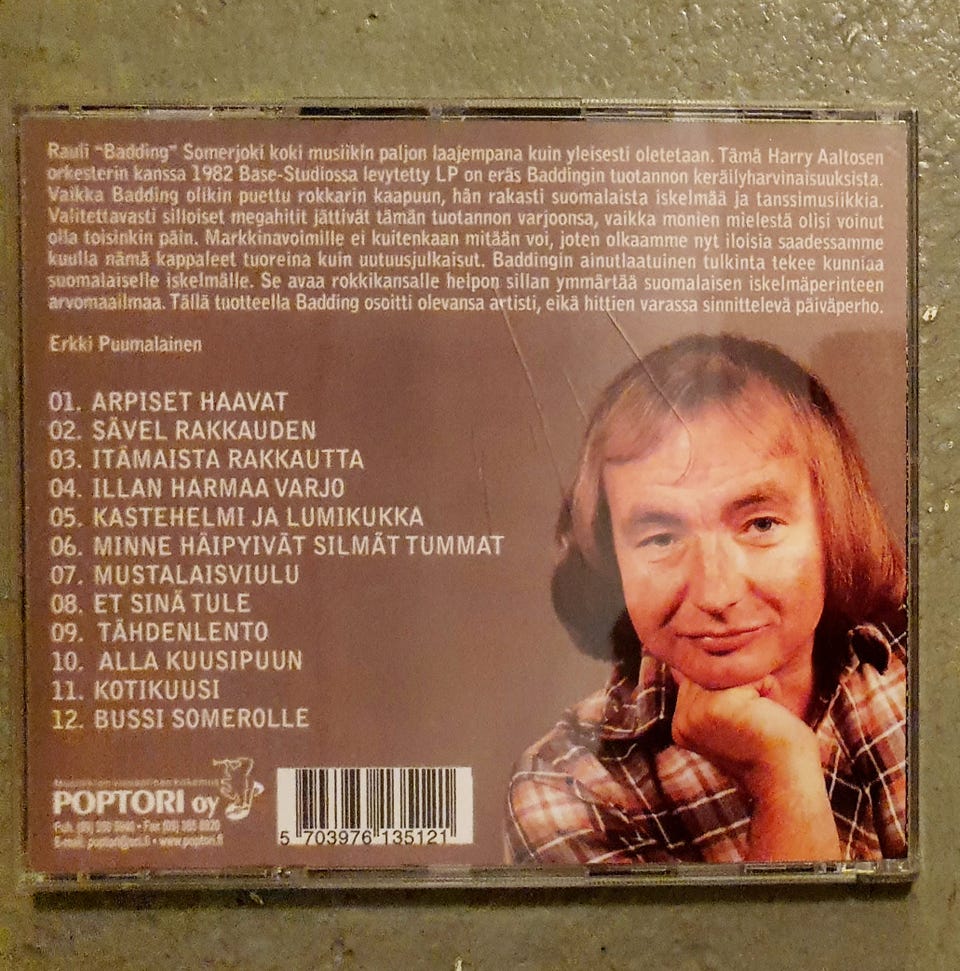 Rauli "Badding" Somerjoki koki musiikin paljon laajempana kuin yleisesti oletetaan. Tämä Harry Aaltosen
orkesterin kanssa 1982 Base-Studiossa levytetty LP on eräs Baddingin tuotannon keräilyharvinaisuuksista.
Vaikka Badding olikin puettu rokkarin kaapuun, hän rakasti suomalaista iskelmää ja tanssimusiikkia.
Valitettavasti silloiset megahitit jättivät tämän tuotannon varjoonsa, vaikka monien mielestä olisi voinut
olla toisinkin päin. Markkinavoimille ei kuitenkaan mitään voi, joten olkaamme nyt iloisia saadessamme
kuulla nämä kappaleet tuoreina kuin uutuusjulkaisut. Baddingin ainutlaatuinen tulkinta tekee kunniaa
suomalaiselle iskelmälle. Se avaa rokkikansalle helpon sillan ymmärtää suomalaisen iskelmäperinteen
arvomaailmaa. Tällä tuotteella Badding osoitti olevansa artisti, eikä hittien varassa sinnittelevä päiväperho.
Erkki Puumalainen
01. ARPISET HAAVAT
02. SÄVEL RAKKAUDEN
03. ITÄMAISTA RAKKAUTTA
04. ILLAN HARMAA VARJO
05. KASTEHELMI JA LUMIKUKKA
06. MINNE HÄIPYIVÄT SILMÄT TUMMAT
07. MUSTALAISVIULU
08. ET SINÄ TULE
09. TÄHDENLENTO
10. ALLA KUUSIPUUN
11. KOTIKUUSI
12. BUSSI SOMEROLLE
POPTORI oy
5 703976 135121